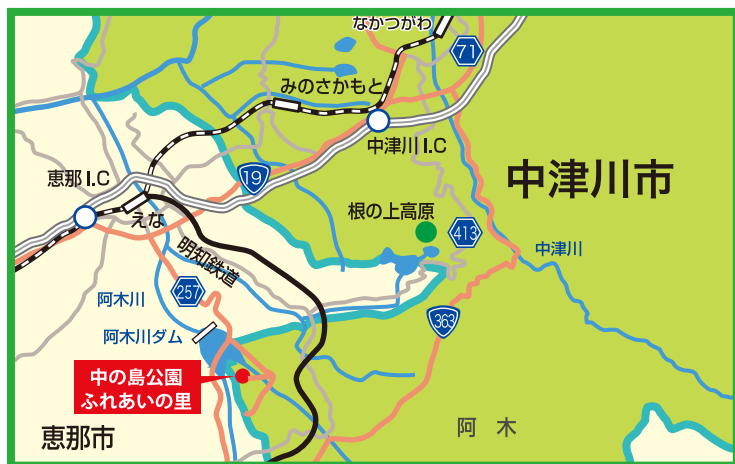 なかつがわ
71
みのさかもと
中津川 I.C
恵那 I.C
19
中津川市
えな
根の上高原
413
明知鉄道
中津川
阿木川
257
阿木川ダム
363
中の島公園
ふれあいの里
恵那市
阿 木